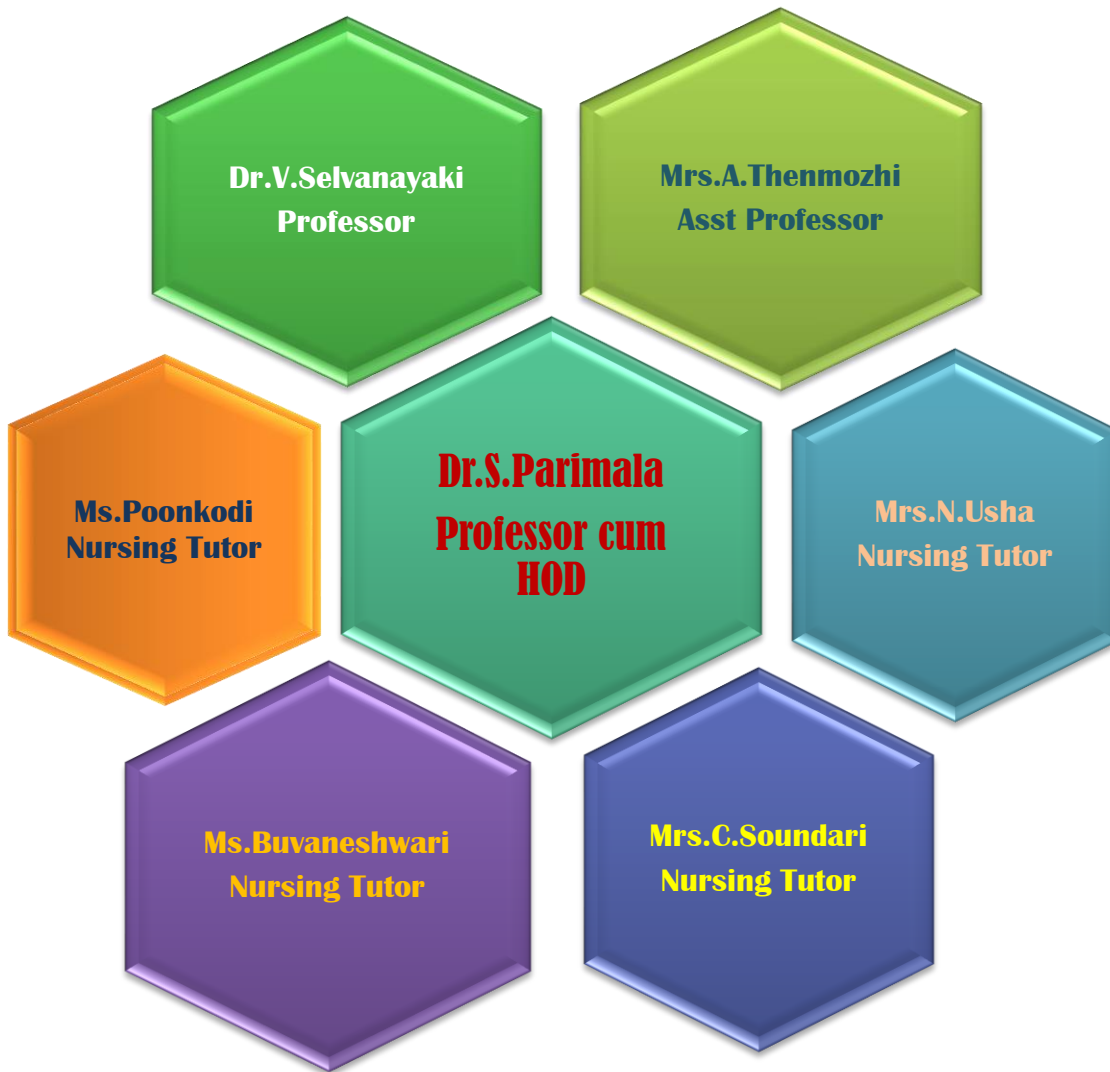 Dr.V.Selvanayaki
Professor
Mrs.A.Thenmozhi
Asst Professor
Ms.Poonkodi
Nursing Tutor
Dr.S.Parimala
Professor cum
HOD
Mrs.N.Usha
Nursing Tutor
Ms.Buvaneshwari
Nursing Tutor
Mrs.C.Soundari
Nursing Tutor